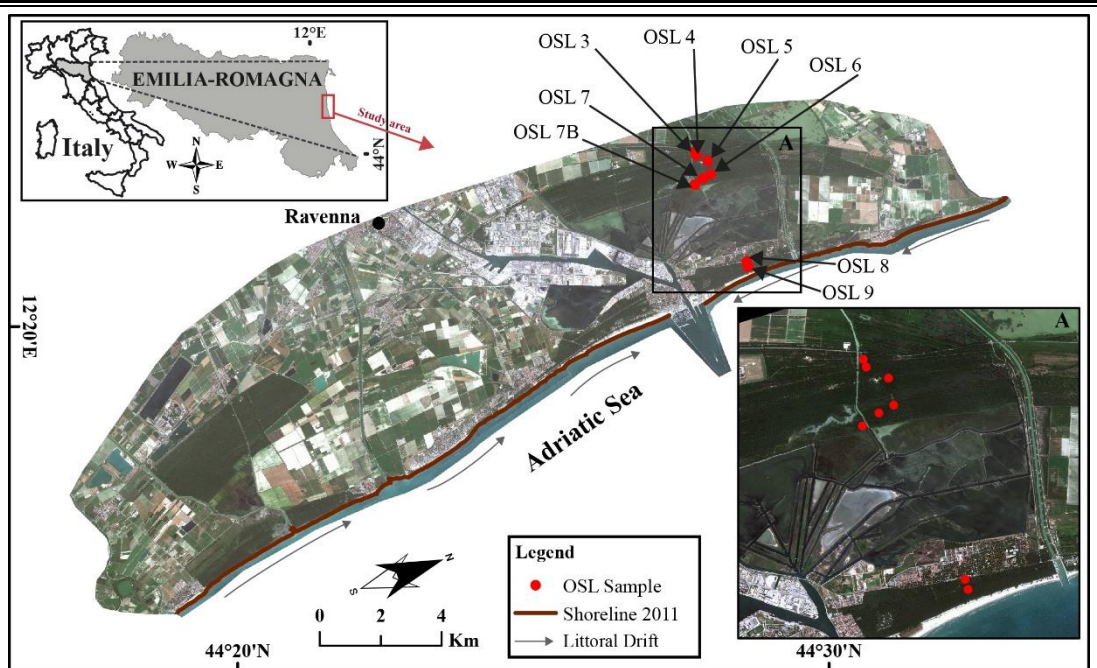 12°E
EMILIA-ROMAGNA
Study area
44°N
Italy
N
W
E
S
OSL 3
OSL 4
OSL 5
OSL 6
OSL 7
OSL 7B
A
Ravenna
OSL 8
OSL 9
12°20'E
Adriatic Sea
A
N
S
0 2 4
Km
Legend
OSL Sample
Shoreline 2011
Littoral Drift
44°20'N
44°30'N